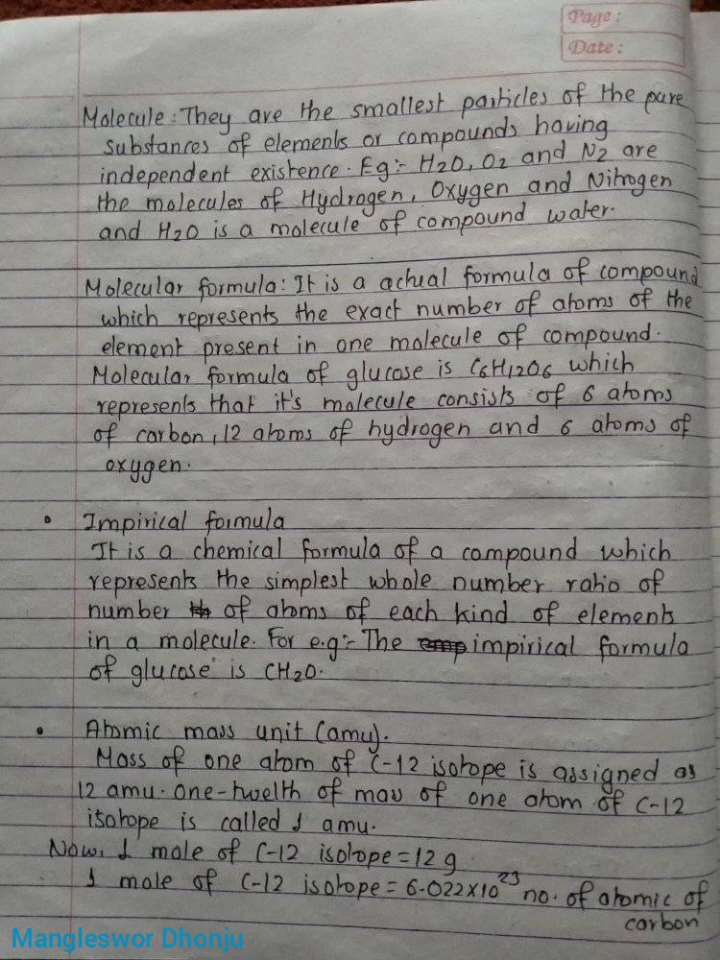 Page:
Date:
Molecule: They are the smallest particles of the pure
substances of elements or compounds having
independent existence. Eg:- H2O, O2 and N2 are
the molecules of Hydrogen, Oxygen and Nitrogen
and H2O is a molecule of compound water.
Molecular formula: It is a actual formula of compound
which represents the exact number of atoms of the
element present in one molecule of compound.
Molecular formula of glucose is C6H12O6 which
represents that it's molecule consists of 6 atoms
of carbon, 12 atoms of hydrogen and 6 atoms of
oxygen.
• Impirical formula
It is a chemical formula of a compound which
represents the simplest whole number ratio of
number of atoms of each kind of elements
in a molecule. For e.g:- The impirical formula
of glucose is CH2O.
• Atomic mass unit (amu).
Mass of one atom of C-12 isotope is assigned as
12 amu. One-twelth of mass of one atom of C-12
isotope is called 1 amu.
Now, 1 mole of C-12 isotope = 12 g
1 mole of C-12 isotope = 6.022x10^23 no. of atomic of
carbon
Mangleswor Dhonju